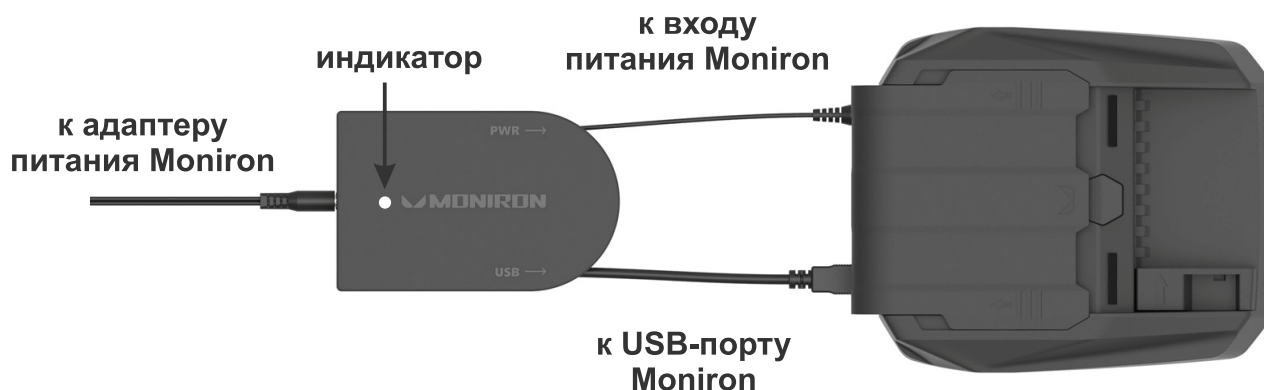 к входу
питания Moniron
индикатор
к адаптеру
питания Moniron
PWR →
MONIRON
USB →
к USB-порту
Moniron